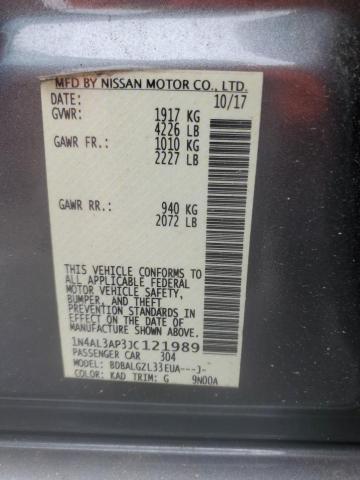 MFD BY NISSAN MOTOR CO., LTD.
DATE: 10/17
GVWR: 1917 KG
4226 LB
GAWR FR.: 1010 KG
2227 LB
GAWR RR.: 940 KG
2072 LB
THIS VEHICLE CONFORMS TO
ALL APPLICABLE FEDERAL
MOTOR VEHICLE SAFETY,
BUMPER, AND THEFT
PREVENTION STANDARDS IN
EFFECT ON THE DATE OF
MANUFACTURE SHOWN ABOVE.
1N4AL3AP3JC121989
PASSENGER CAR 304
MODEL: BDBALGZL33EUA---J-
COLOR: KAD TRIM: G 9N00A